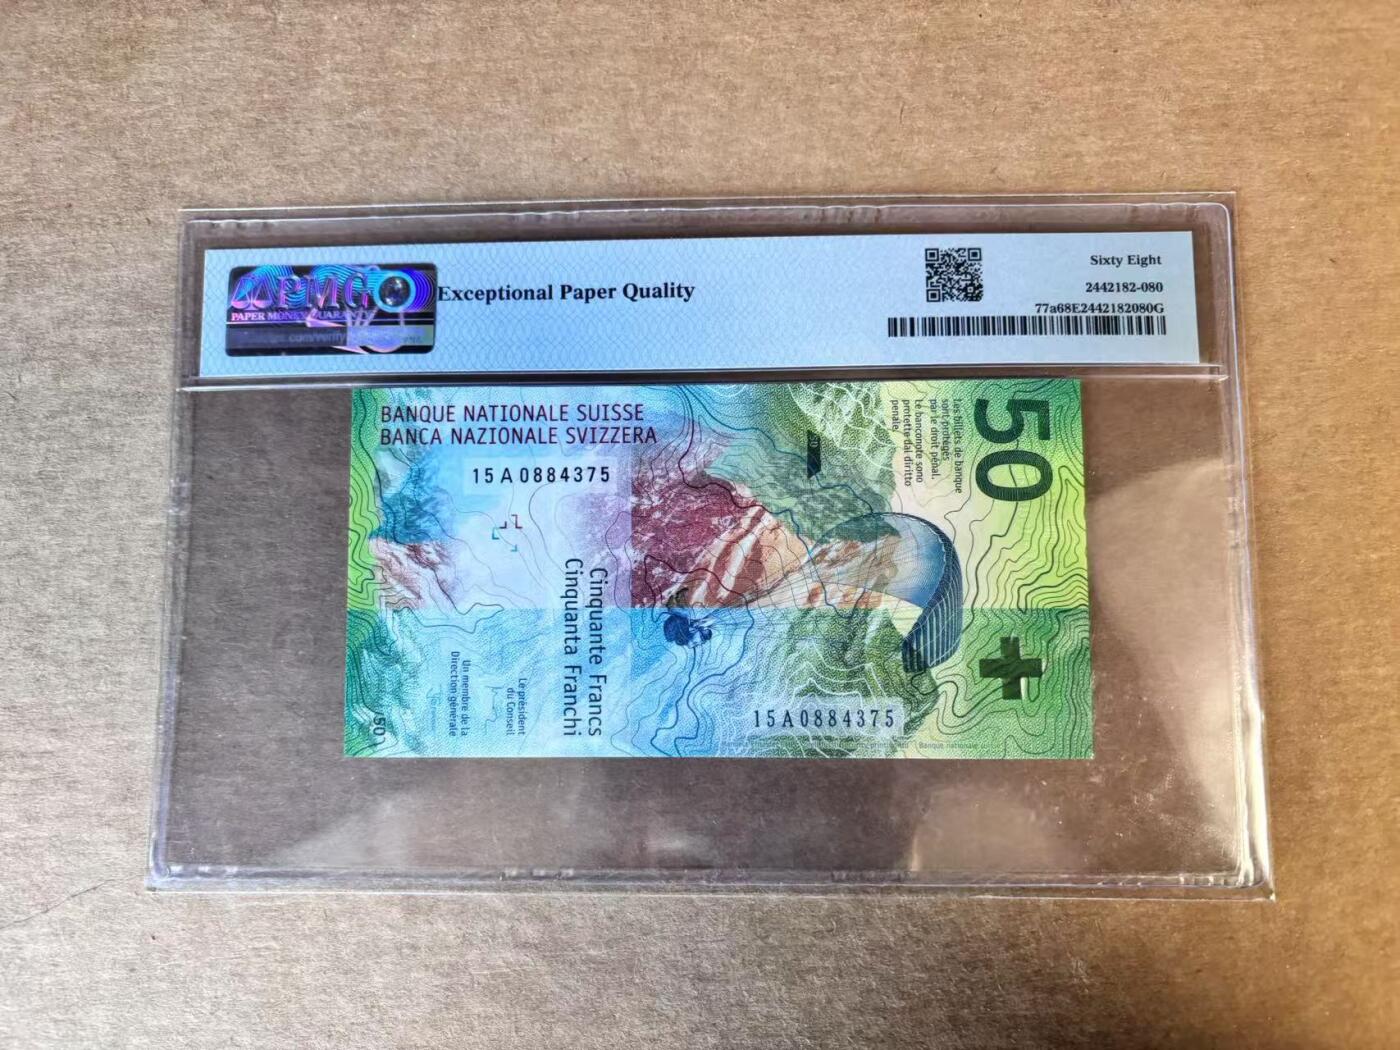 PMG
PAPER MONEY GUARANTY
Exceptional Paper Quality
Sixty Eight
2442182-080
77a68E2442182080G
BANQUE NATIONALE SUISSE
BANCA NAZIONALE SVIZZERA
15A0884375
50
Les billets de banque
sont protégés
par le droit pénal.
Le banconote sono
protette dal diritto
penale.
Cinquante Francs
Cinquanta Franchi
Le président
du Conseil
Un membre de la
Direction générale
50
15A0884375
Banque nationale